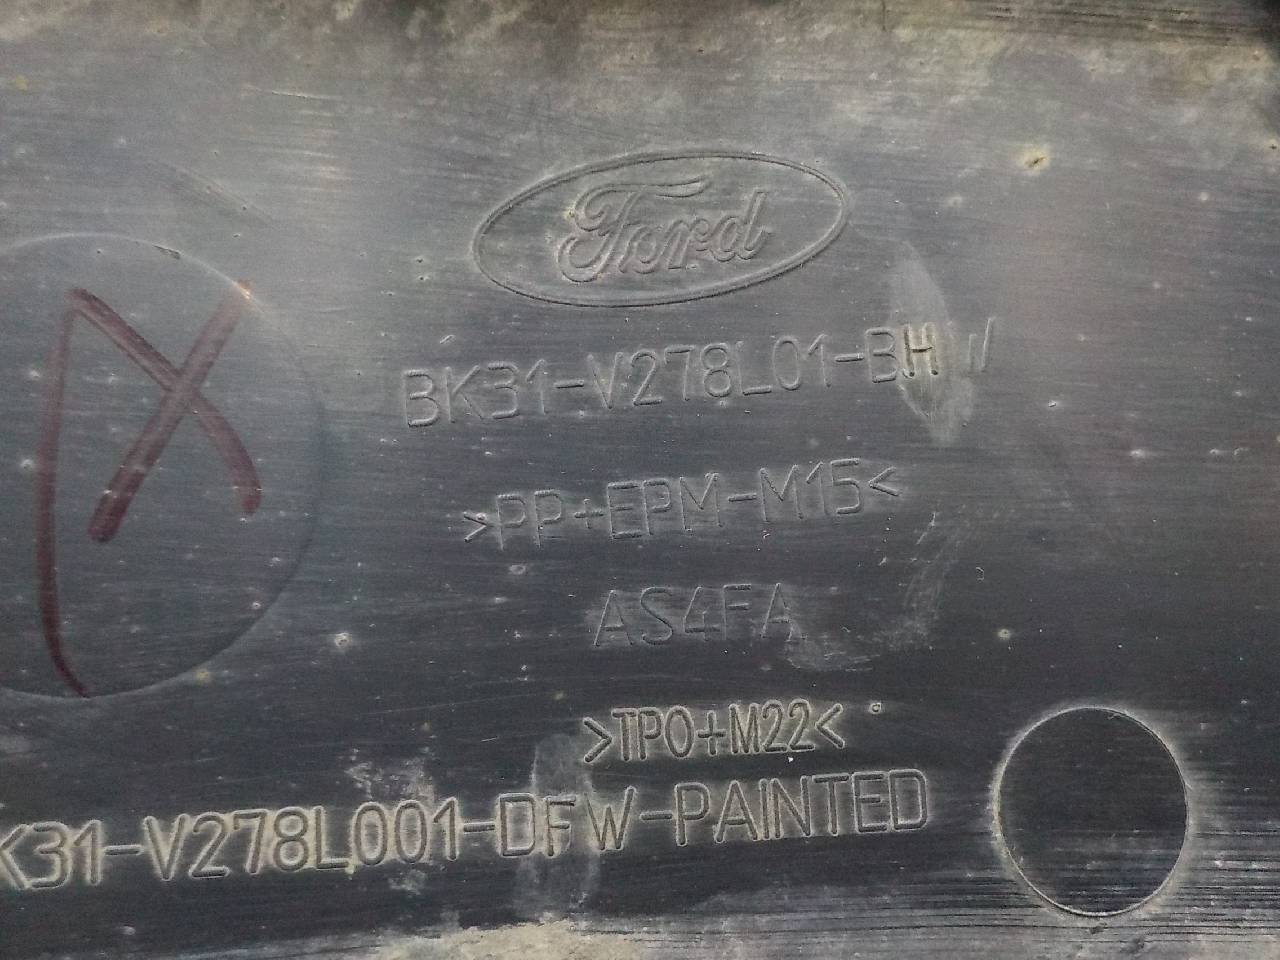 Ford
BK31-V278L01-BH
>PP+EPM-M15<
AS4FA
>TPO+M22<
K31-V278L001-DFW-PAINTED
X